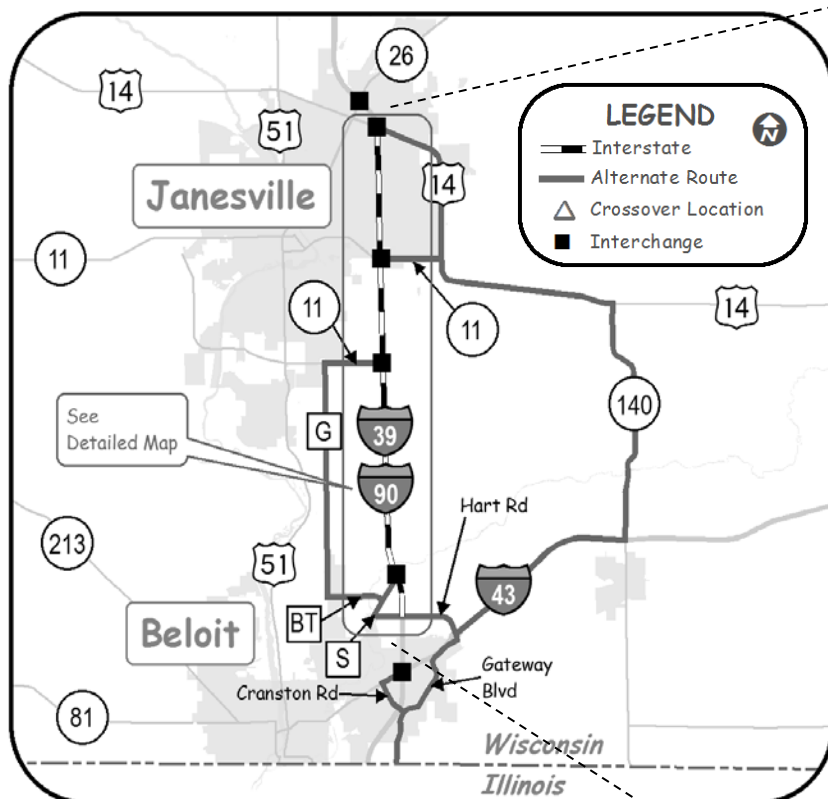 26
14
51
LEGEND
N
Interstate
Alternate Route
Crossover Location
Interchange
Janesville
14
11
11
11
14
140
See
Detailed Map
G
39
90
Hart Rd
213
51
43
BT
Beloit
S
Gateway
Blvd
Cranston Rd
81
Wisconsin
Illinois